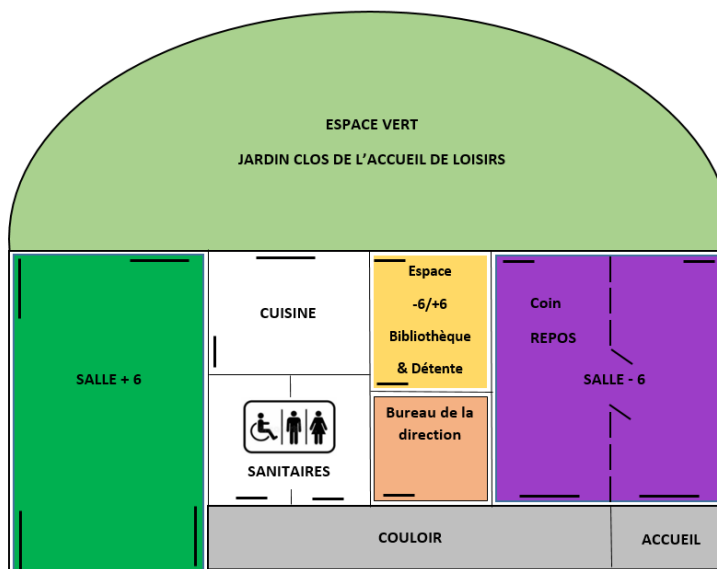 ESPACE VERT
JARDIN CLOS DE L’ACCUEIL DE LOISIRS
Espace
-6/+6
Bibliothèque
& Détente
CUISINE
Coin
REPOS
SALLE + 6
SALLE - 6
Bureau de la
direction
SANITAIRES
COULOIR
ACCUEIL